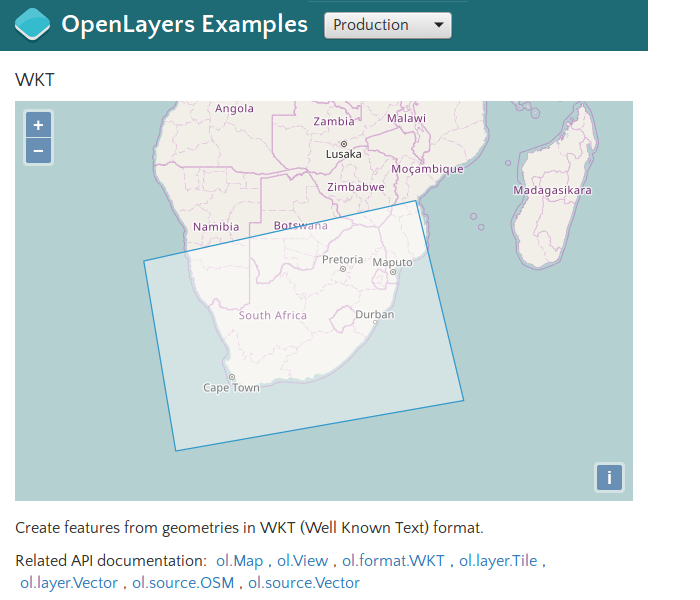 OpenLayers Examples Production
WKT
+
−
Angola
Zambia
Malawi
Lusaka
Moçambique
Zimbabwe
Madagasikara
Namibia
Botswana
Pretoria
Maputo
South Africa
Durban
Cape Town
i
Create features from geometries in WKT (Well Known Text) format.
Related API documentation: ol.Map , ol.View , ol.format.WKT , ol.layer.Tile ,
ol.layer.Vector , ol.source.OSM , ol.source.Vector